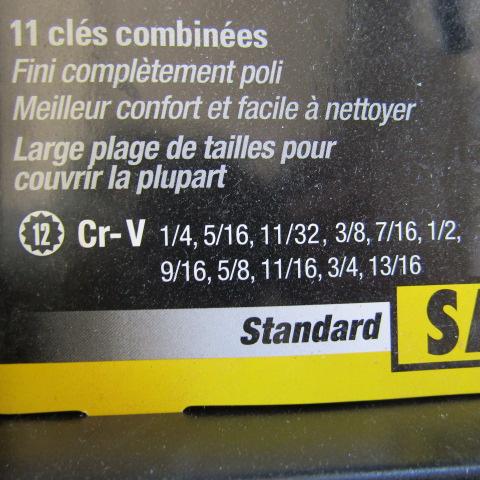 11 clés combinées
Fini complètement poli
Meilleur confort et facile à nettoyer
Large plage de tailles pour
couvrir la plupart
12 Cr-V 1/4, 5/16, 11/32, 3/8, 7/16, 1/2,
9/16, 5/8, 11/16, 3/4, 13/16
Standard